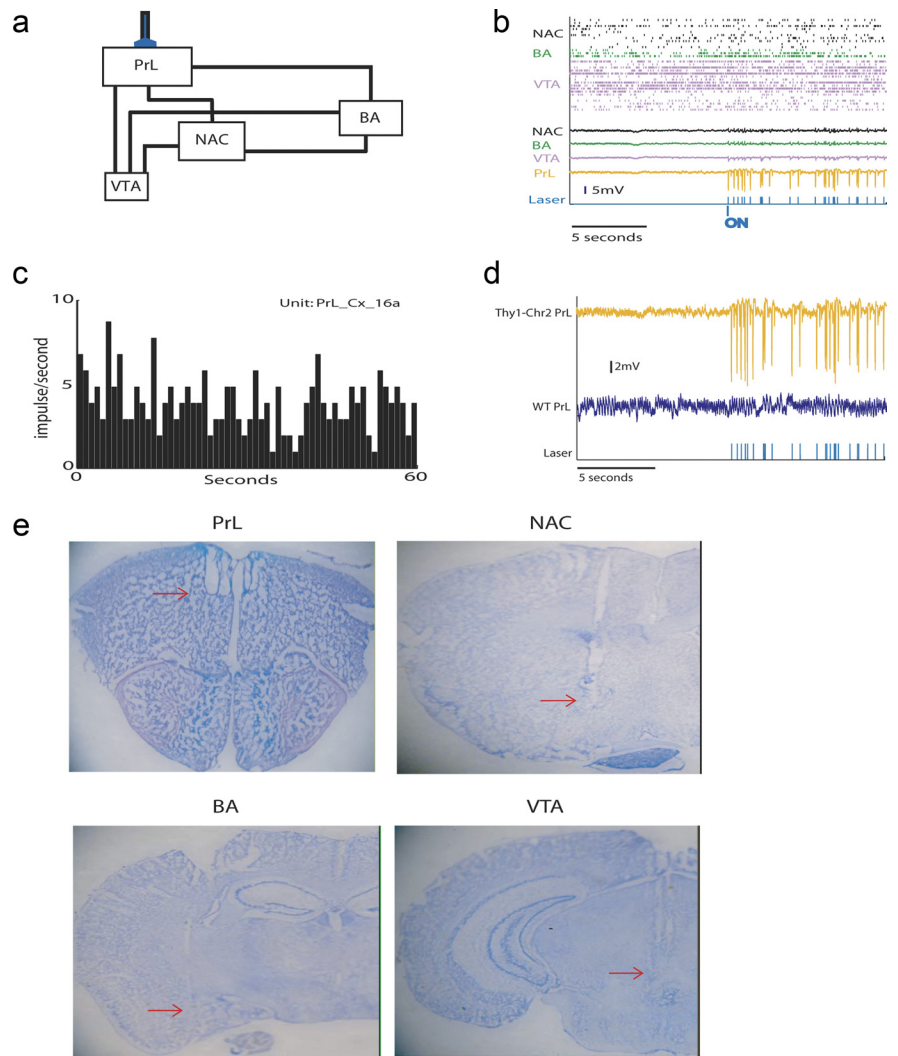 a
PrL
BA
NAC
VTA
b
NAC
BA
VTA
NAC
BA
VTA
PrL
5mV
Laser
ON
5 seconds
c
10
Unit: PrL_Cx_16a
impulse/second
5
0
0
Seconds
60
d
Thy1-Chr2 PrL
2mV
WT PrL
Laser
5 seconds
e
PrL
NAC
BA
VTA